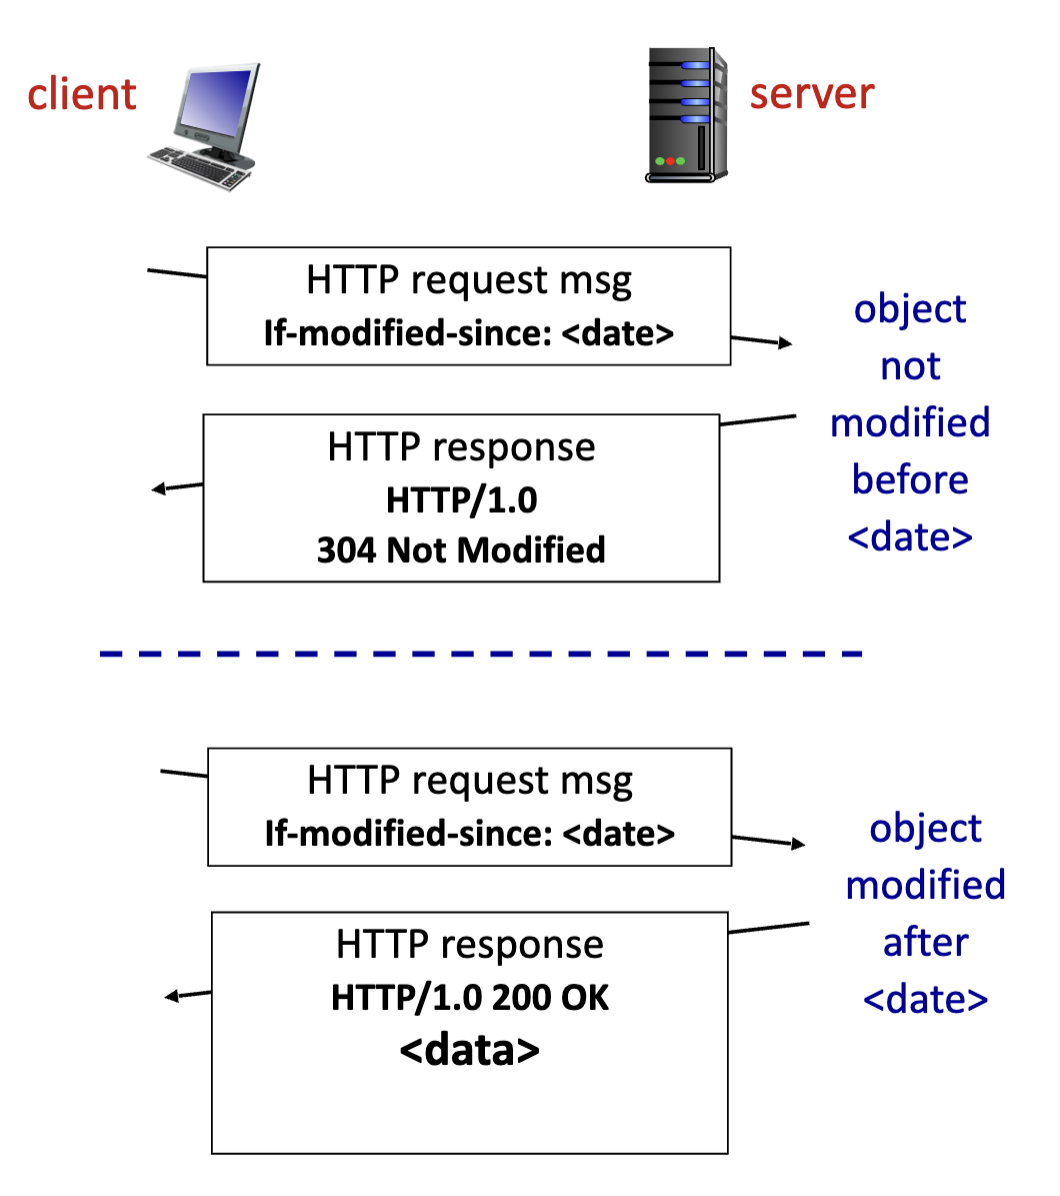 client
server
HTTP request msg
If-modified-since: <date>
object
not
modified
before
<date>
HTTP response
HTTP/1.0
304 Not Modified
HTTP request msg
If-modified-since: <date>
object
modified
after
<date>
HTTP response
HTTP/1.0 200 OK
<data>